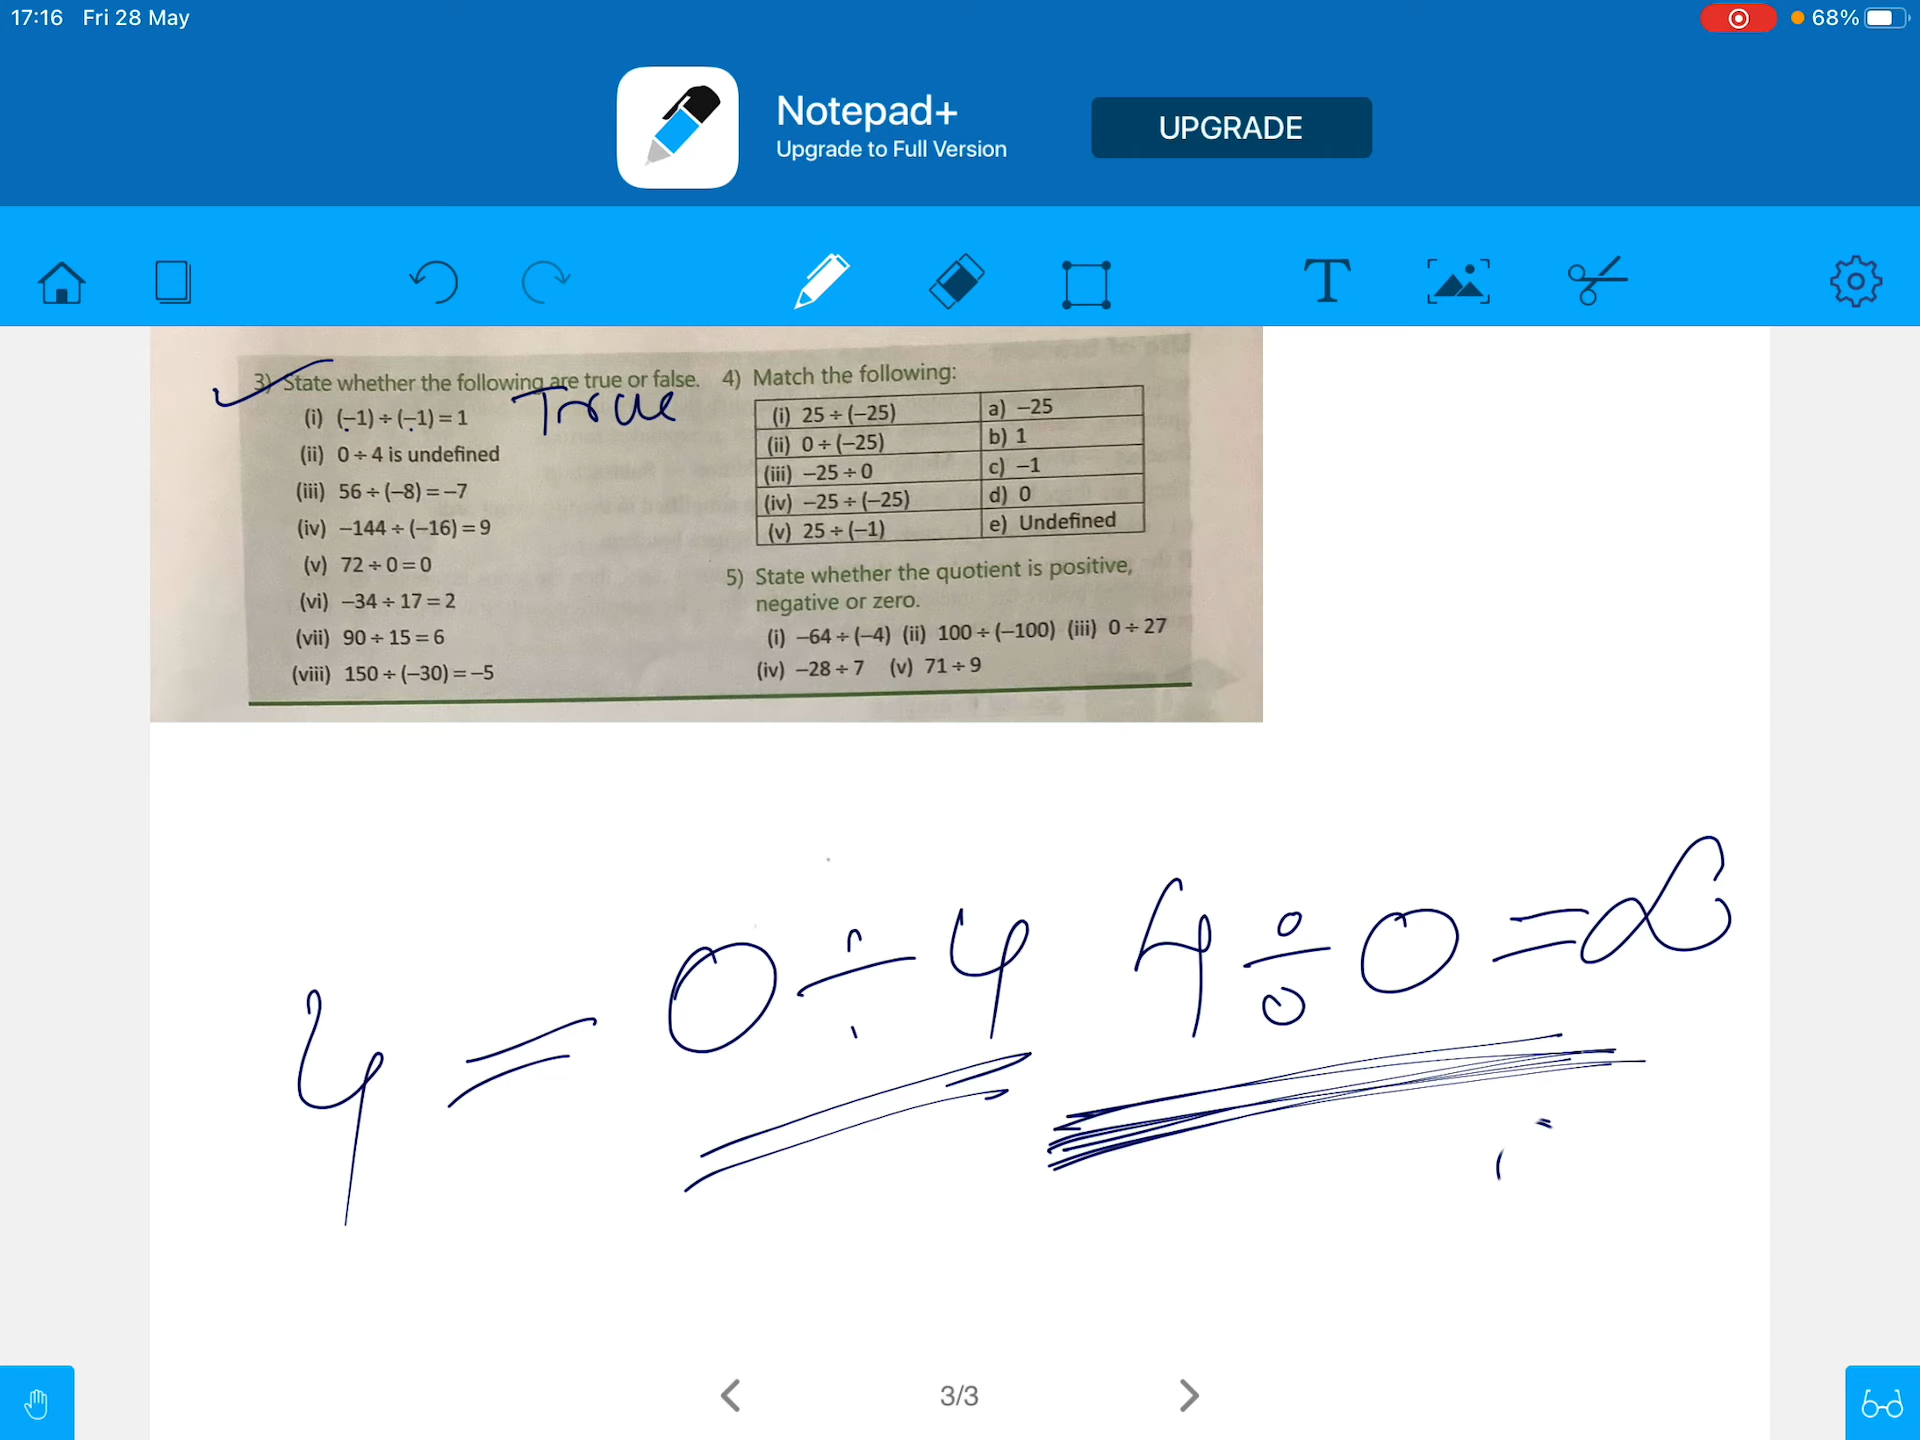 17:16 Fri 28 May
68%
Notepad+
Upgrade to Full Version
UPGRADE
T
3) State whether the following are true or false.
(i) (−1) ÷ (−1) = 1
True
(ii) 0 ÷ 4 is undefined
(iii) 56 ÷ (−8) = −7
(iv) −144 ÷ (−16) = 9
(v) 72 ÷ 0 = 0
(vi) −34 ÷ 17 = 2
(vii) 90 ÷ 15 = 6
(viii) 150 ÷ (−30) = −5
4) Match the following:
(i) 25 ÷ (−25) a) −25
(ii) 0 ÷ (−25) b) 1
(iii) −25 ÷ 0 c) −1
(iv) −25 ÷ (−25) d) 0
(v) 25 ÷ (−1) e) Undefined
5) State whether the quotient is positive,
negative or zero.
(i) −64 ÷ (−4) (ii) 100 ÷ (−100) (iii) 0 ÷ 27
(iv) −28 ÷ 7 (v) 71 ÷ 9
4 = 0 ÷ 4 4 ÷ 0 = ∞
3/3